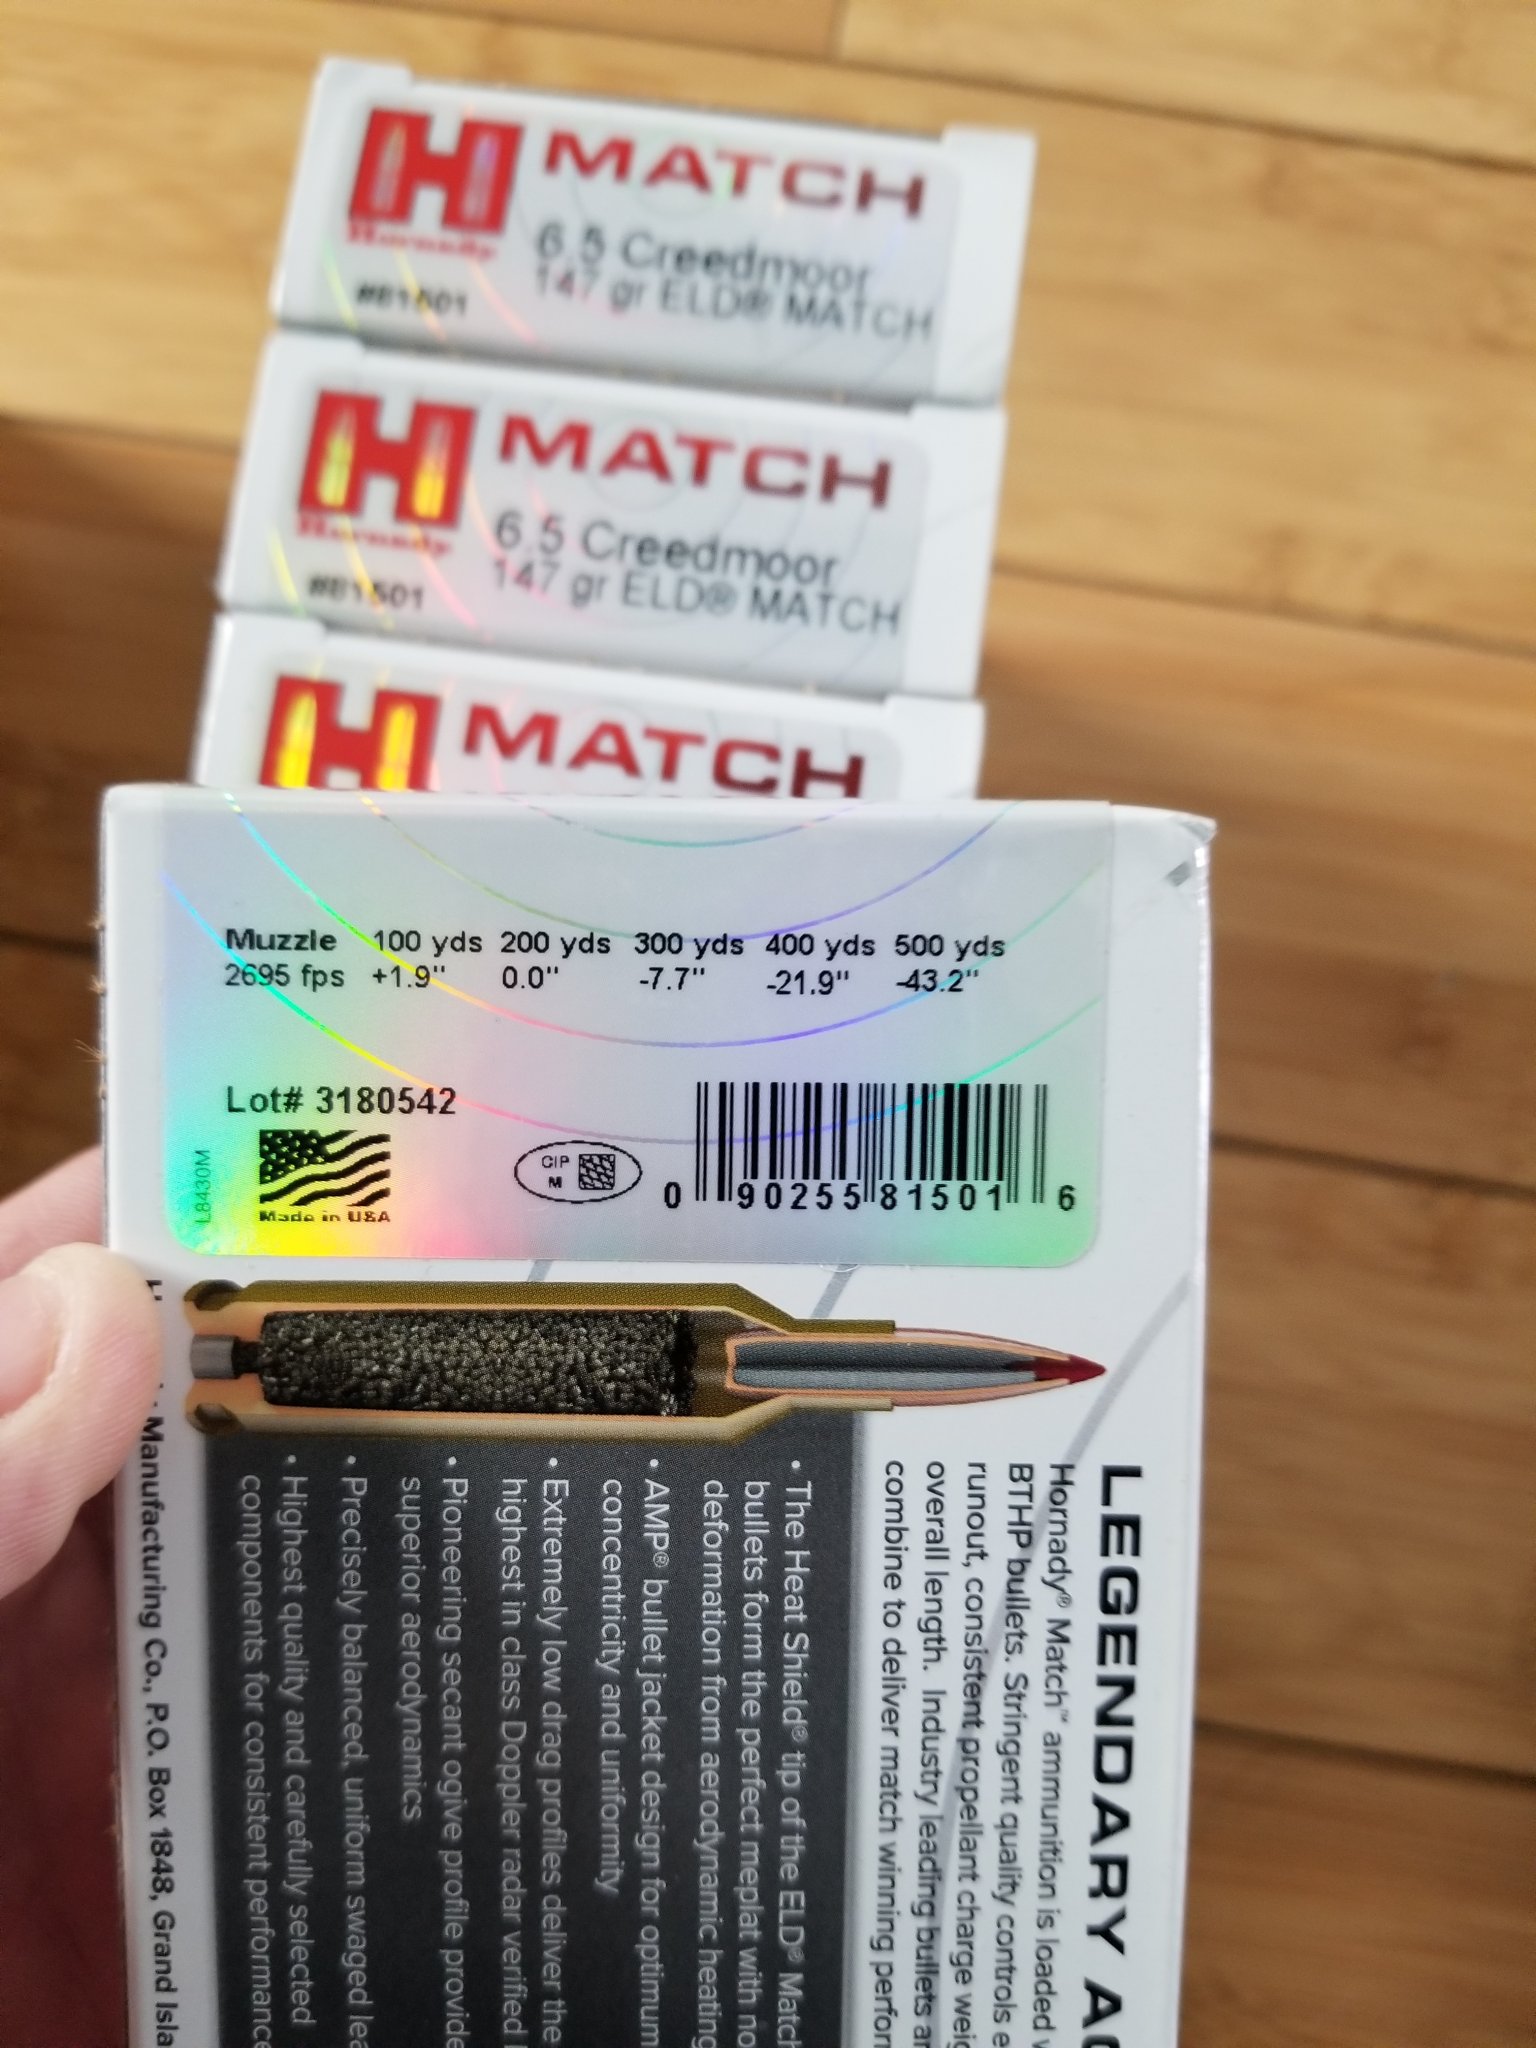 MATCH
Hornady
6.5 Creedmoor
147 gr ELD® MATCH
#81501
MATCH
Hornady
6.5 Creedmoor
147 gr ELD® MATCH
#81501
MATCH
Muzzle 100 yds 200 yds 300 yds 400 yds 500 yds
2695 fps +1.9" 0.0" -7.7" -21.9" -43.2"
Lot# 3180542
L8430M
Made in USA
CIP
M
0 90255 81501 6
LEGENDARY
Hornady® Match™ ammunition is loaded
BTHP bullets. Stringent quality controls
runout, consistent propellant charge
overall length. Industry leading bullets
combine to deliver match winning
• The Heat Shield® tip of the ELD® Match
bullets form the perfect meplat with no
deformation from aerodynamic heating
• AMP® bullet jacket design for optimum
concentricity and uniformity
• Extremely low drag profiles deliver the
highest in class Doppler radar verified
• Pioneering secant ogive profile provide
superior aerodynamics
• Precisely balanced, uniform swaged
• Highest quality and carefully selected
components for consistent performance
Manufacturing Co., P.O. Box 1848, Grand